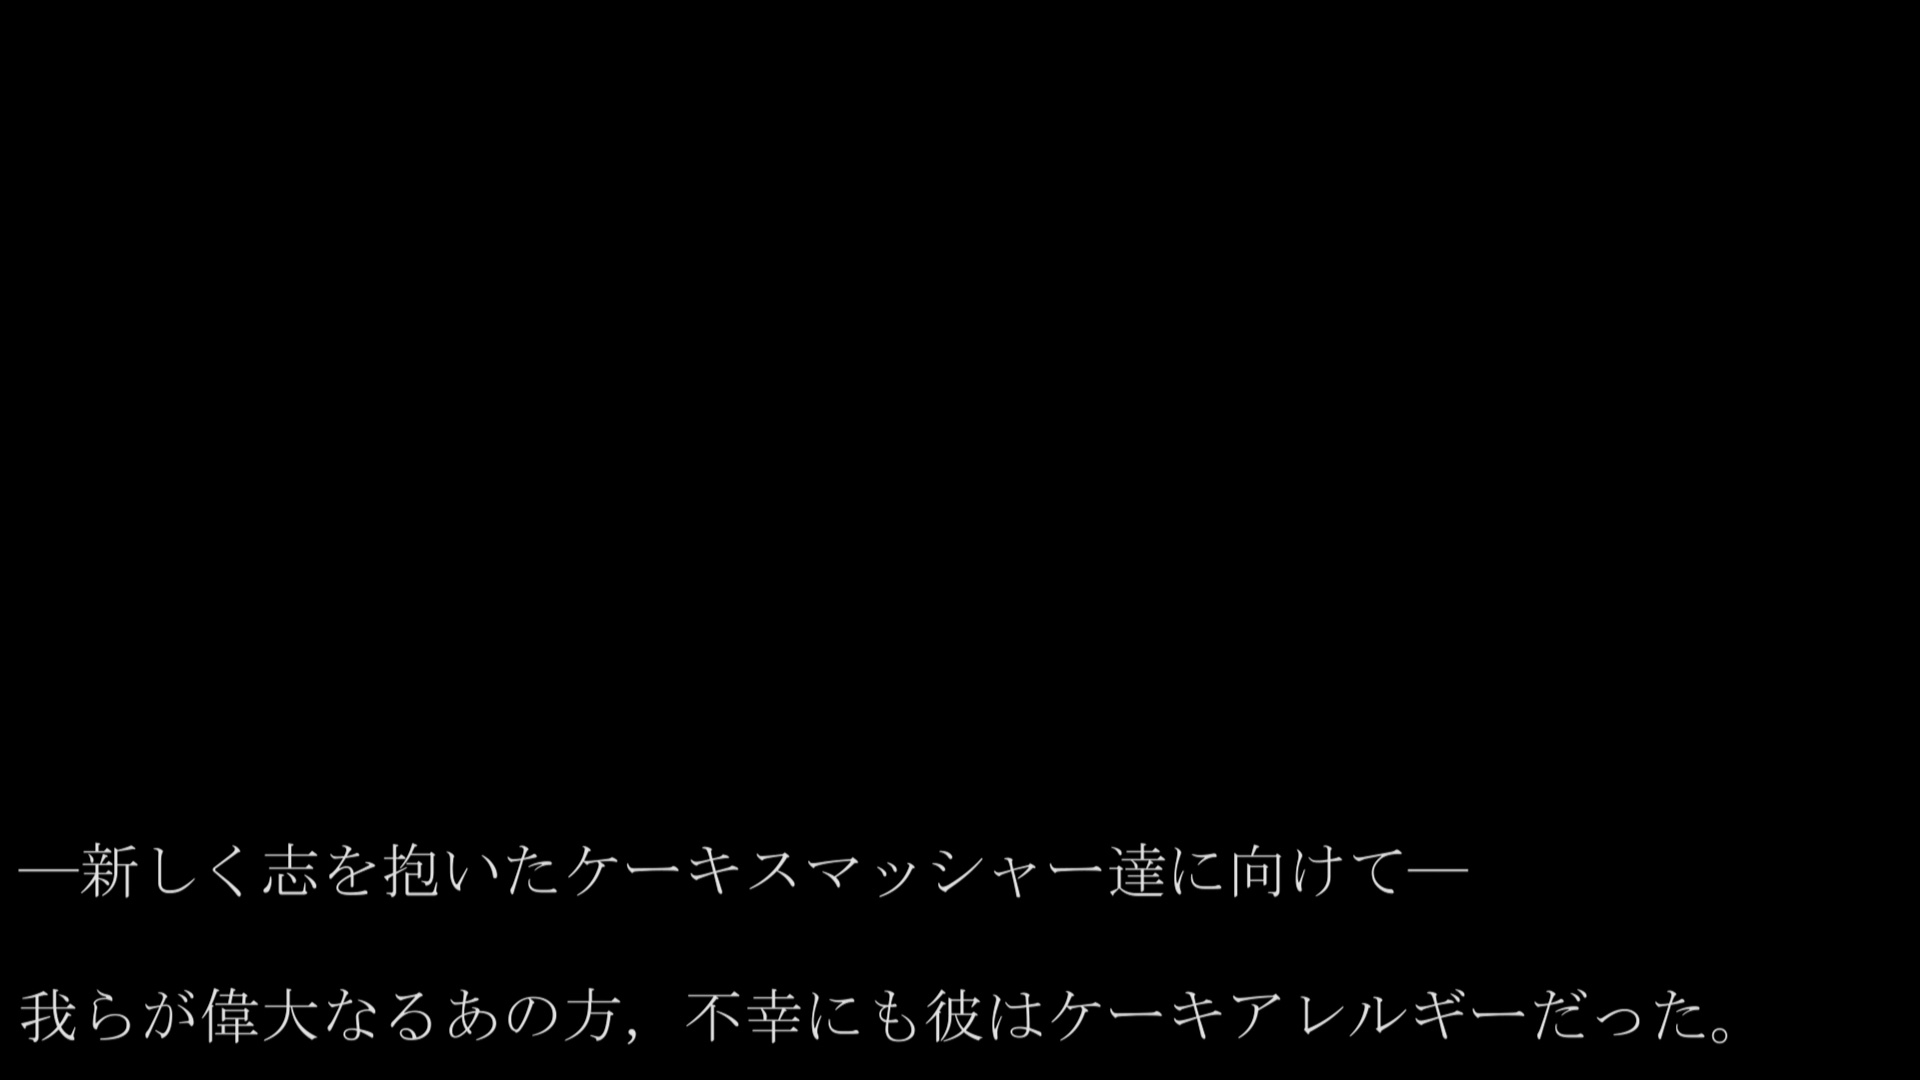 ―新しく志を抱いたケーキスマッシャー達に向けて―
我らが偉大なるあの方，不幸にも彼はケーキアレルギーだった。